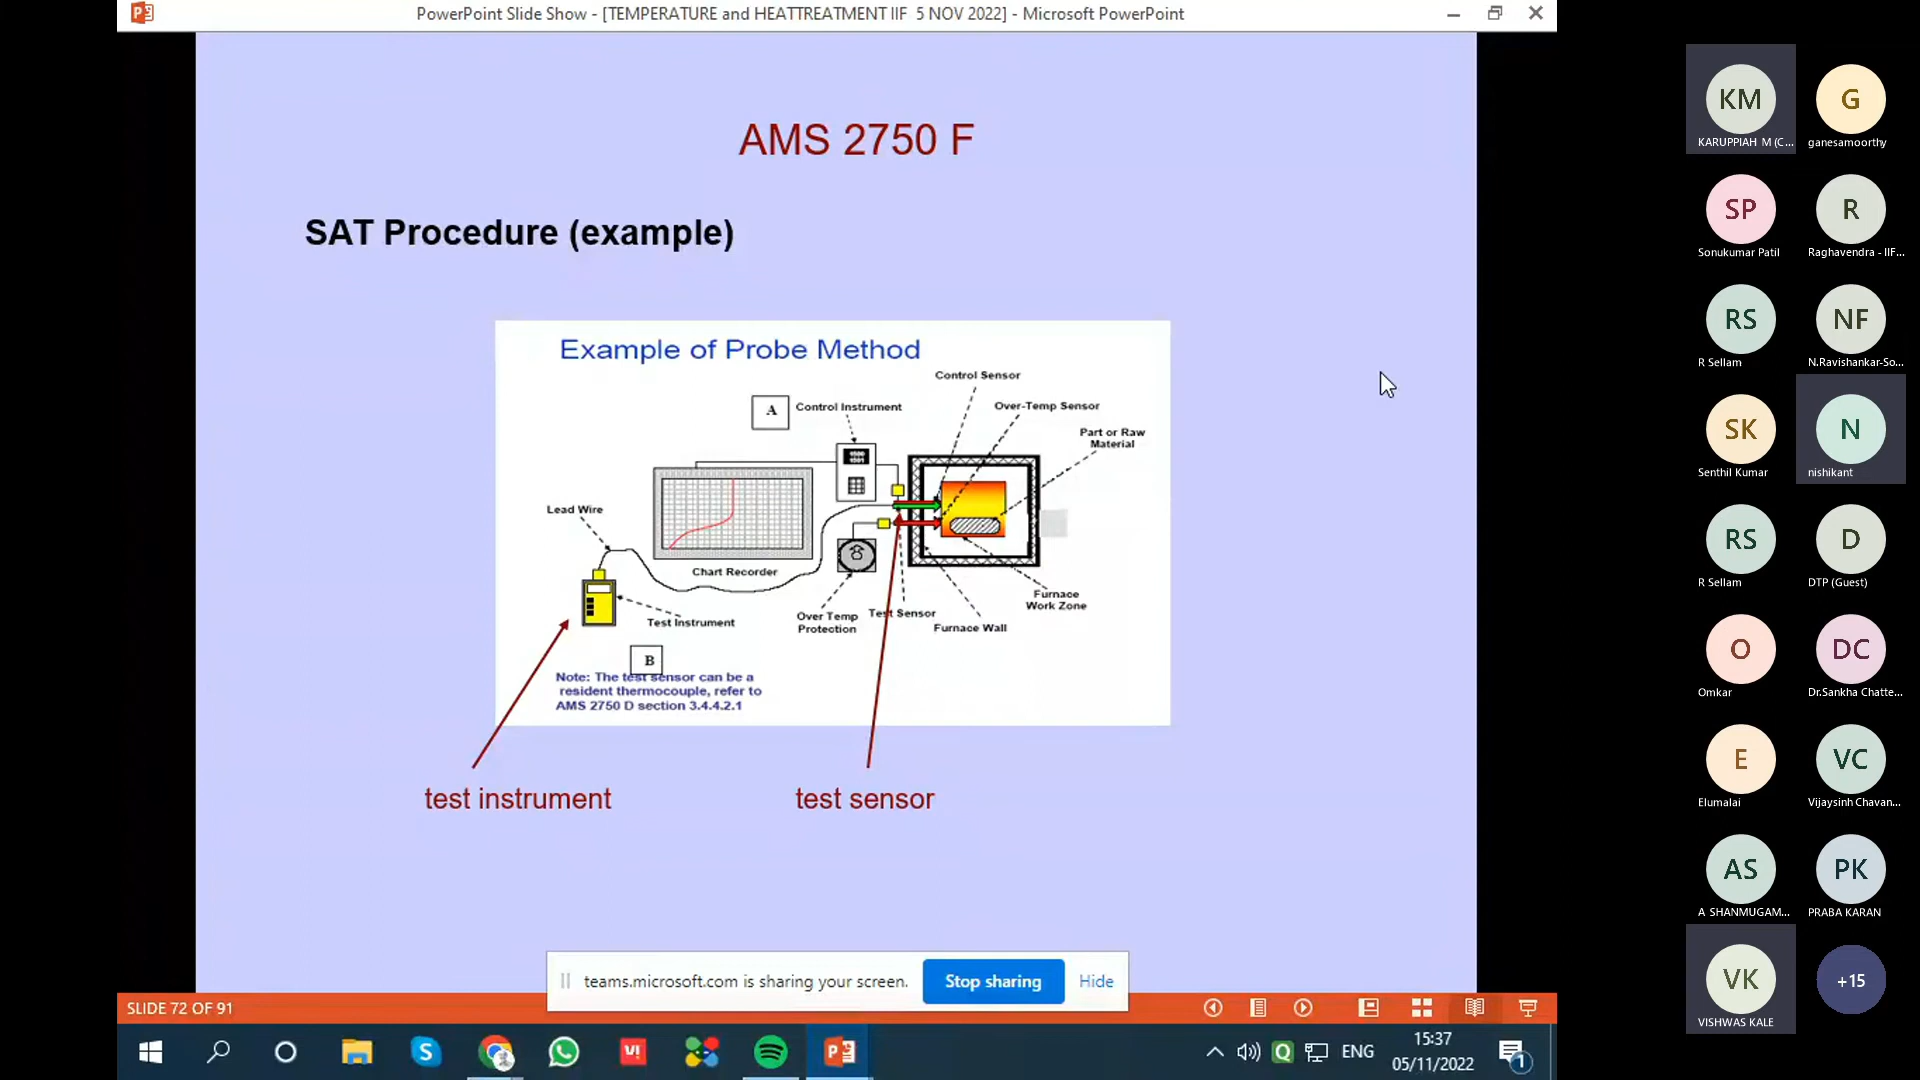 PowerPoint Slide Show - [TEMPERATURE and HEATTREATMENT IIF 5 NOV 2022] - Microsoft PowerPoint
AMS 2750 F
SAT Procedure (example)
Example of Probe Method
Control Sensor
A
Control Instrument
Over-Temp Sensor
Part or Raw
Material
Lead Wire
Chart Recorder
Test Instrument
Over Temp
Protection
Test Sensor
Furnace Wall
Furnace
Work Zone
B
Note: The test sensor can be a
resident thermocouple, refer to
AMS 2750 D section 3.4.4.2.1
test instrument
test sensor
teams.microsoft.com is sharing your screen.
Stop sharing
Hide
SLIDE 72 OF 91
ENG
15:37
05/11/2022
1
KM
KARUPPIAH M (C...
G
ganesamoorthy
SP
Sonukumar Patil
R
Raghavendra - IIF...
RS
R Sellam
NF
N.Ravishankar-So...
SK
Senthil Kumar
N
nishikant
RS
R Sellam
D
DTP (Guest)
O
Omkar
DC
Dr.Sankha Chatte...
E
Elumalai
VC
Vijaysinh Chavan...
AS
A SHANMUGAM...
PK
PRABA KARAN
VK
VISHWAS KALE
+15